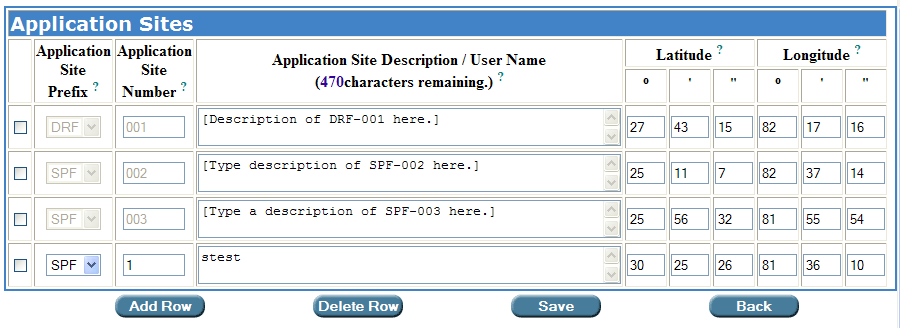 Application Sites
Application Site Prefix ? Application Site Number ? Application Site Description / User Name (470characters remaining.) ? Latitude ? Longitude ?
º ' " º ' "
DRF 001 [Description of DRF-001 here.] 27 43 15 82 17 16
SPF 002 [Type description of SPF-002 here.] 25 11 7 82 37 14
SPF 003 [Type a description of SPF-003 here.] 25 56 32 81 55 54
SPF 1 stest 30 25 26 81 36 10
Add Row Delete Row Save Back